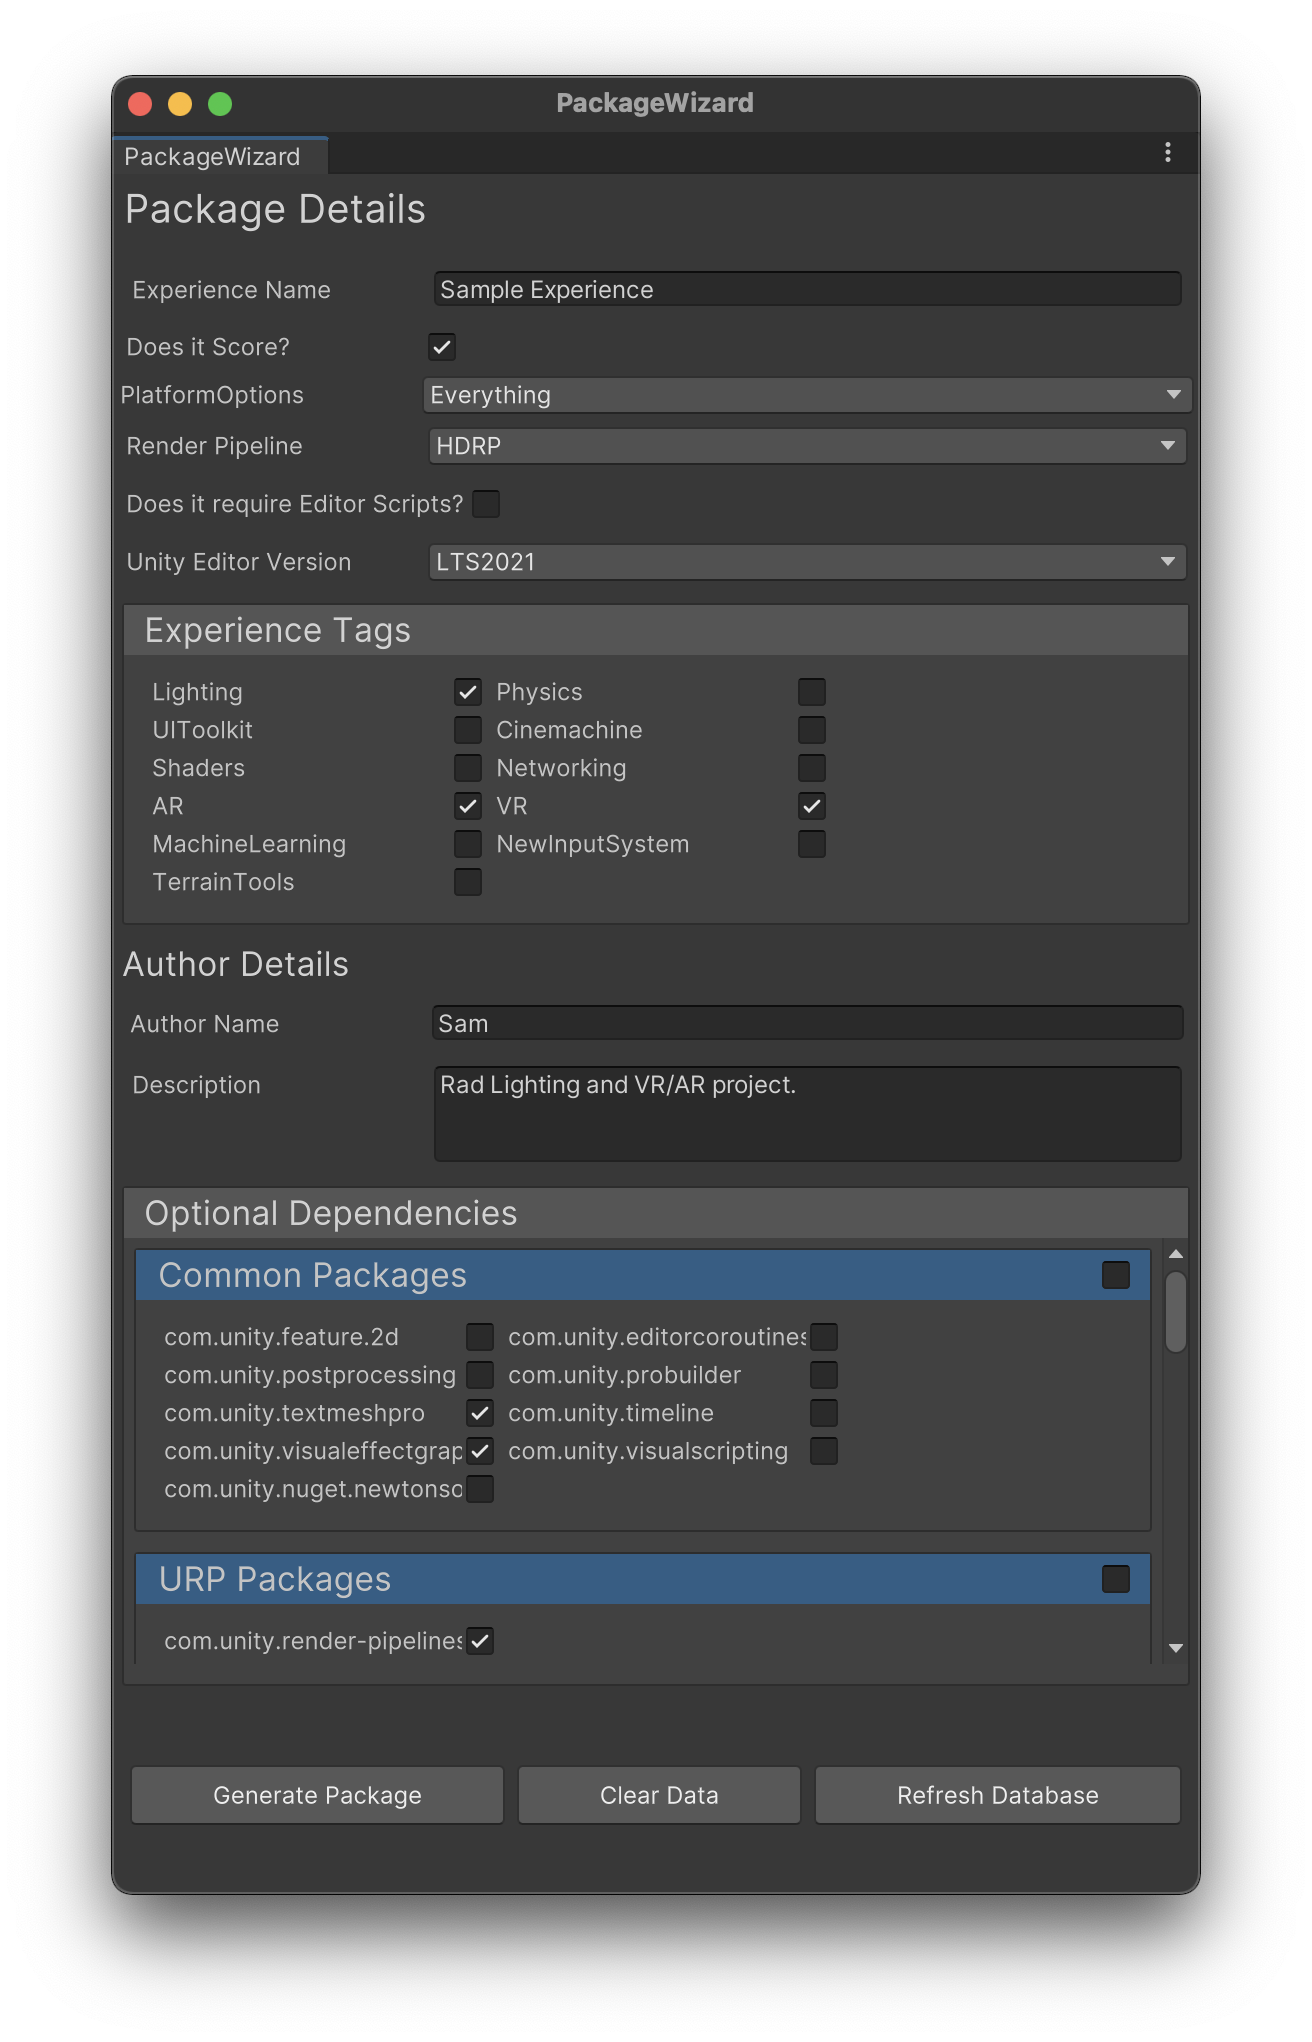 PackageWizard
PackageWizard
Package Details
Experience Name Sample Experience
Does it Score?
PlatformOptions Everything
Render Pipeline HDRP
Does it require Editor Scripts?
Unity Editor Version LTS2021
Experience Tags
Lighting Physics
UIToolkit Cinemachine
Shaders Networking
AR VR
MachineLearning NewInputSystem
TerrainTools
Author Details
Author Name Sam
Description Rad Lighting and VR/AR project.
Optional Dependencies
Common Packages
com.unity.feature.2d com.unity.editorcoroutines
com.unity.postprocessing com.unity.probuilder
com.unity.textmeshpro com.unity.timeline
com.unity.visualeffectgrap com.unity.visualscripting
com.unity.nuget.newtonso
URP Packages
com.unity.render-pipelines
Generate Package Clear Data Refresh Database